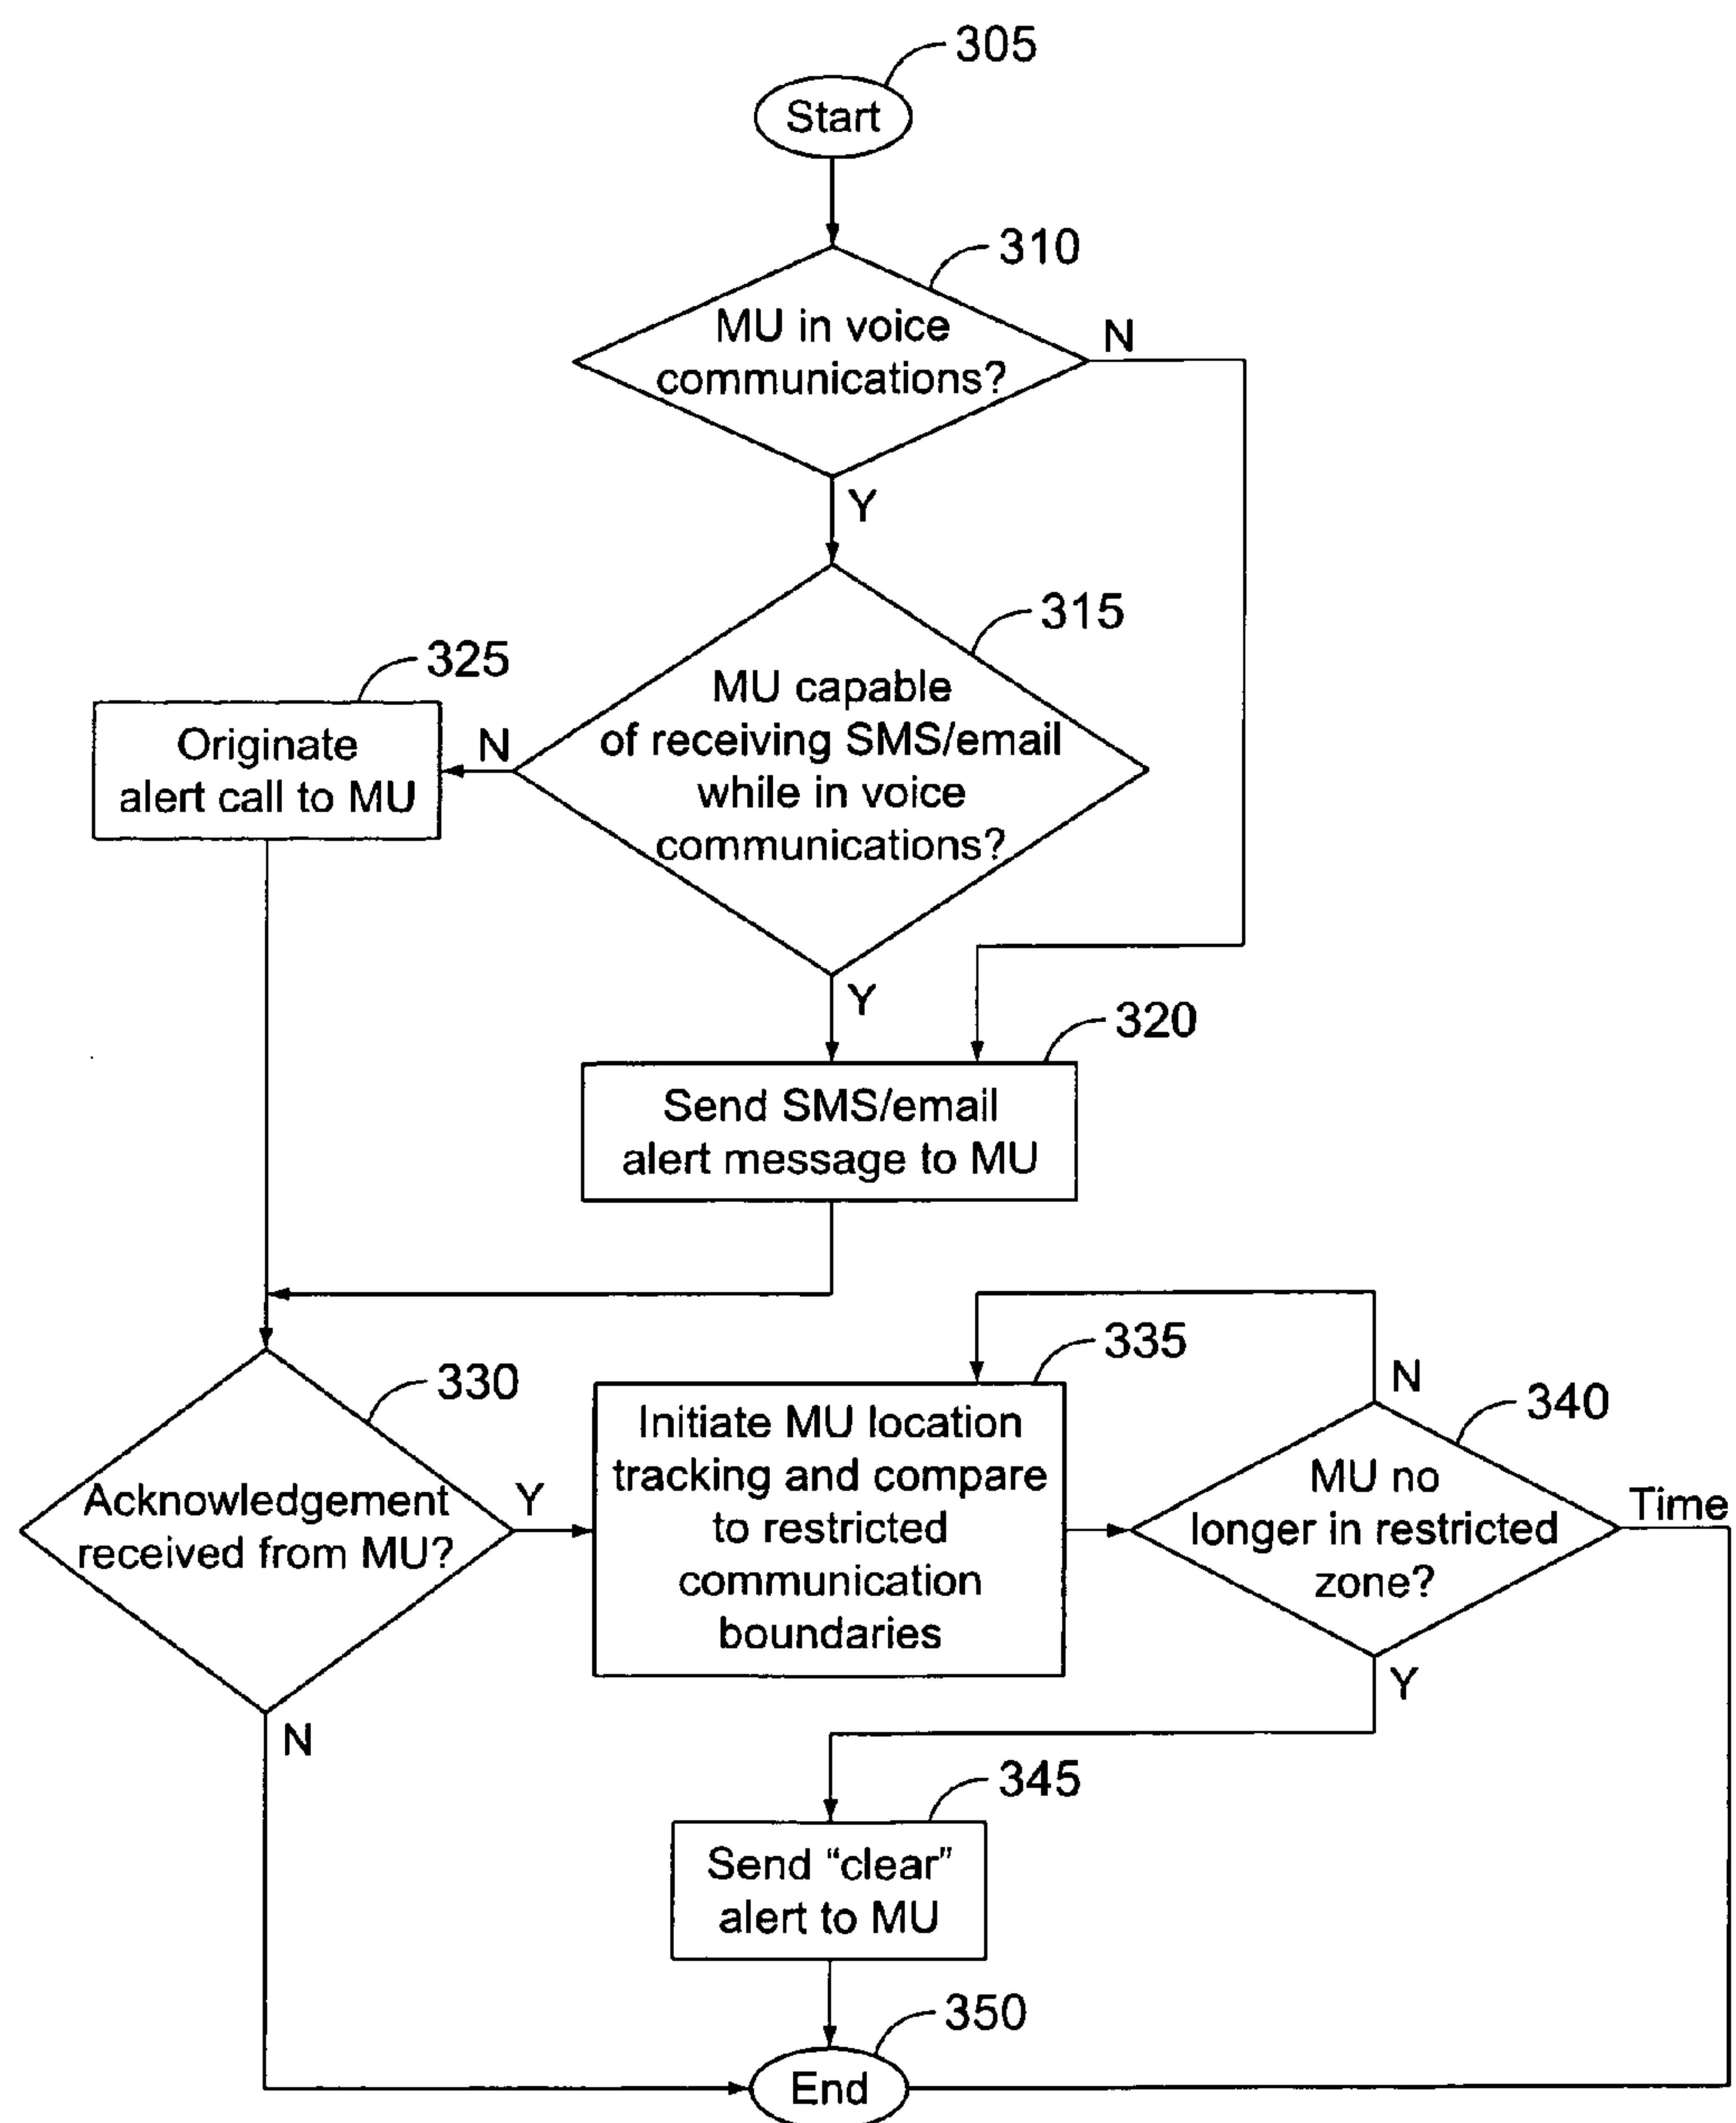 305
Start
310
MU in voice
communications?
N
Y
315
MU capable
of receiving SMS/email
while in voice
communications?
325
Originate
alert call to MU
N
Y
320
Send SMS/email
alert message to MU
330
Acknowledgement
received from MU?
Y
N
335
Initiate MU location
tracking and compare
to restricted
communication
boundaries
N
340
MU no
longer in restricted
zone?
Time
Y
345
Send “clear”
alert to MU
350
End